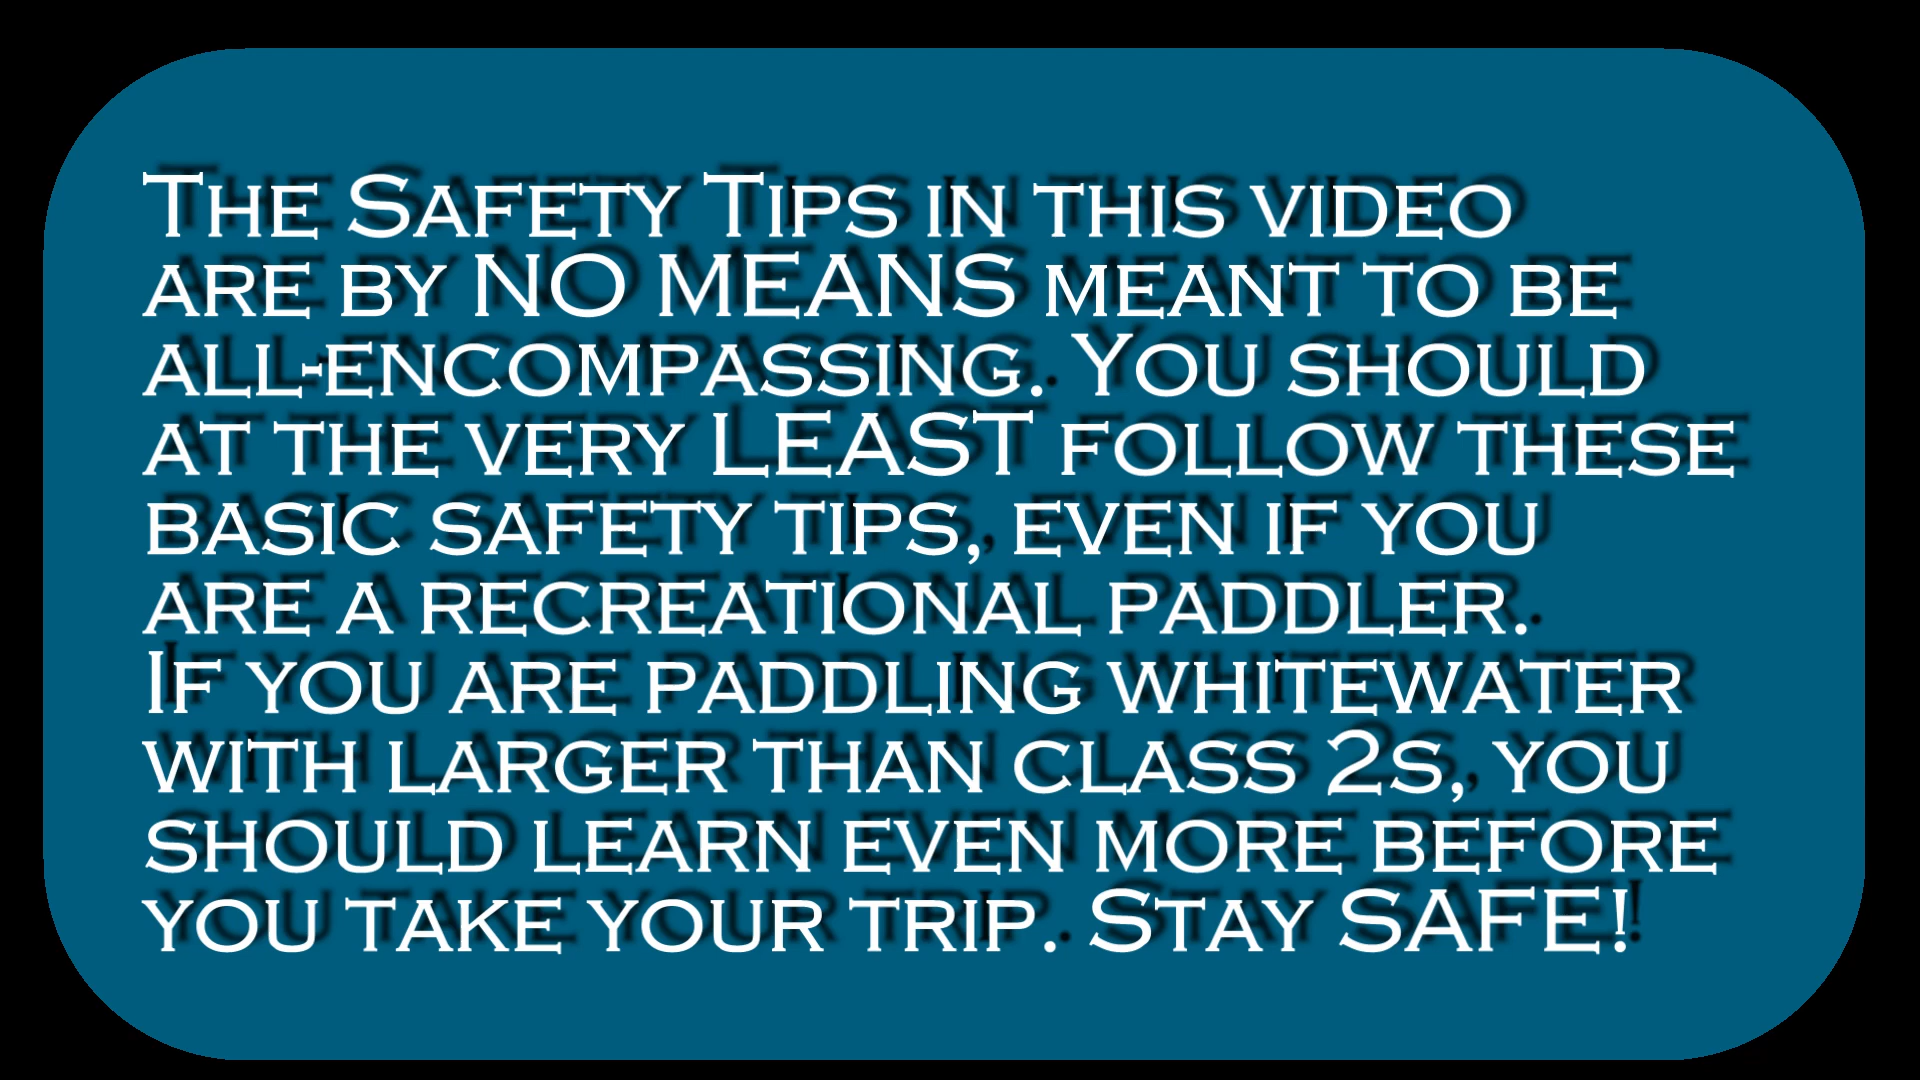 The Safety Tips in this video
are by NO MEANS meant to be
all-encompassing. You should
at the very LEAST follow these
basic safety tips, even if you
are a recreational paddler.
If you are paddling whitewater
with larger than class 2s, you
should learn even more before
you take your trip. Stay SAFE!